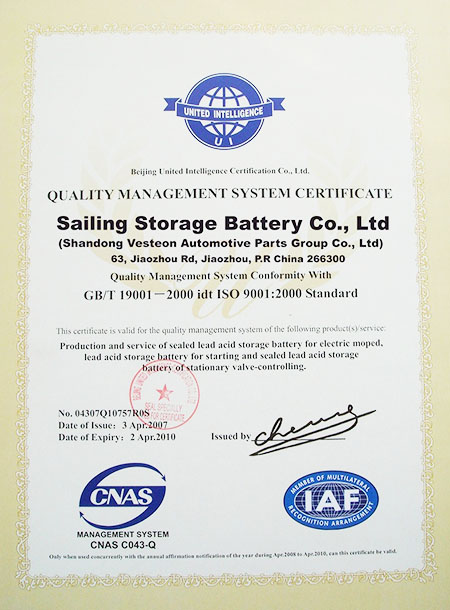 UNITED INTELLIGENCE
U I
Beijing United Intelligence Certification Co., Ltd.
QUALITY MANAGEMENT SYSTEM CERTIFICATE
Sailing Storage Battery Co., Ltd
(Shandong Vesteon Automotive Parts Group Co., Ltd)
63, Jiaozhou Rd, Jiaozhou, P.R China 266300
Quality Management System Conformity With
GB/T 19001－2000 idt ISO 9001:2000 Standard
This certificate is valid for the quality management system of the following product(s)/service:
Production and service of sealed lead acid storage battery for electric moped,
lead acid storage battery for starting and sealed lead acid storage
battery of stationary valve-controlling.
No. 04307Q10757R0S
Date of Issue: 3 Apr.2007
Date of Expiry: 2 Apr.2010
Issued by
CNAS
MANAGEMENT SYSTEM
CNAS C043-Q
MEMBER OF MULTILATERAL
IAF
RECOGNITION ARRANGEMENT
Only when used concurrently with the annual affirmation notification of the year during Apr.2008 to Apr.2010, can this certificate be valid.